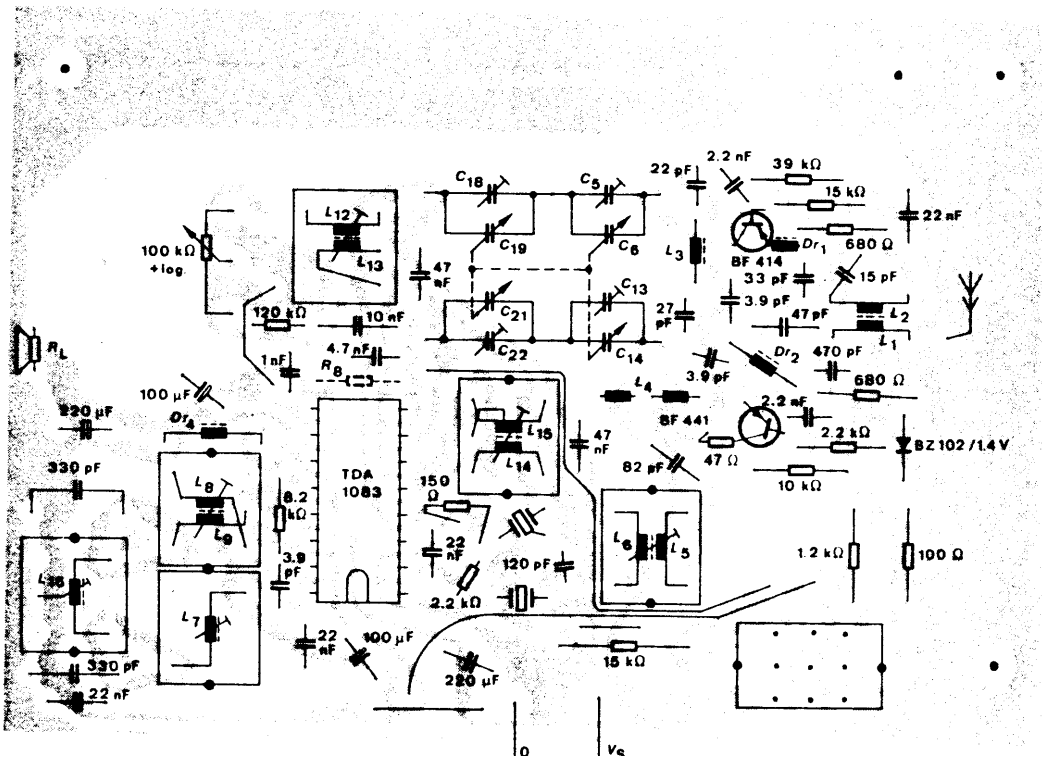 C18
C5
22 pF
2.2 nF
39 kΩ
15 kΩ
22 nF
L12
100 kΩ
+log.
L13
C19
C6
L3
BF 414
Dr1
680 Ω
47
nF
33 pF
15 pF
3.9 pF
C21
C13
120 kΩ
10 nF
27
pF
47 pF
L2
L1
C22
C14
RL
4.7 nF
1 nF
R8
3.9 pF
Dr2
470 pF
680 Ω
100 µF
L4
2.2 nF
220 µF
Dr4
L15
BF 441
47
nF
L14
47 Ω
2.2 kΩ
BZ 102/1.4 V
330 pF
TDA
1083
82 pF
10 kΩ
L8
8.2
kΩ
150
Ω
L9
22
nF
L6
L5
1.2 kΩ
100 Ω
3.9
pF
120 pF
L16
2.2 kΩ
L7
22
nF
100 µF
15 kΩ
330 pF
220 µF
22 nF
0
VS